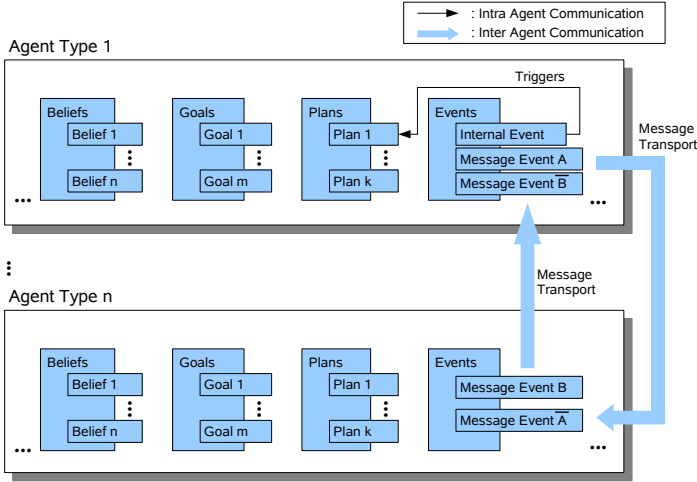 : Intra Agent Communication
: Inter Agent Communication
Agent Type 1
Triggers
Beliefs
Goals
Plans
Events
Belief 1
Goal 1
Plan 1
Internal Event
Message
Transport
Message Event A
Belief n
Goal m
Plan k
Message Event B̅
...
...
Message
Transport
Agent Type n
Beliefs
Goals
Plans
Events
Belief 1
Goal 1
Plan 1
Message Event B
Belief n
Goal m
Plan k
Message Event A̅
...
...